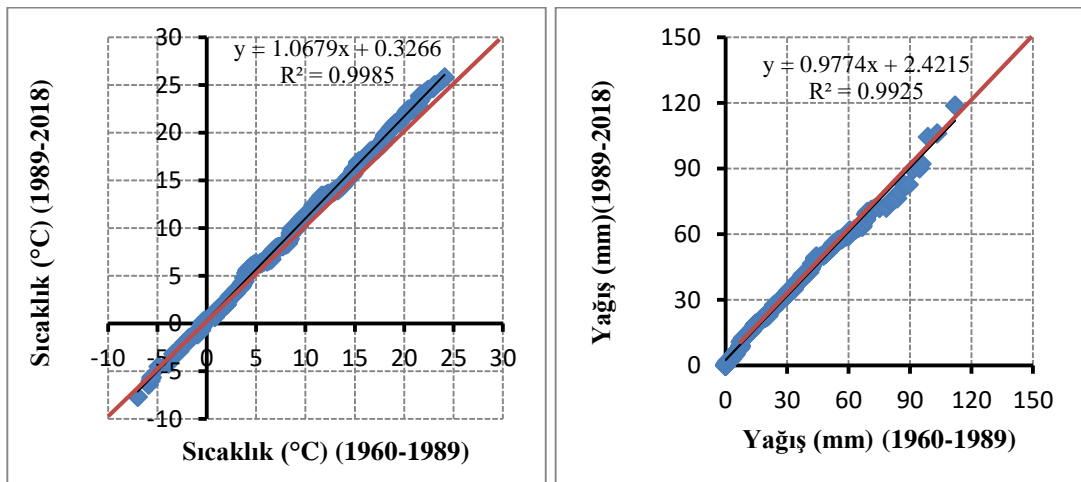 Sıcaklık (°C) (1989-2018)
30
25
20
15
10
5
0
-5
-10
y = 1.0679x + 0.3266
R² = 0.9985
-10 -5 0 5 10 15 20 25 30
Sıcaklık (°C) (1960-1989)
Yağış (mm)(1989-2018)
150
120
90
60
30
0
y = 0.9774x + 2.4215
R² = 0.9925
0 30 60 90 120 150
Yağış (mm) (1960-1989)